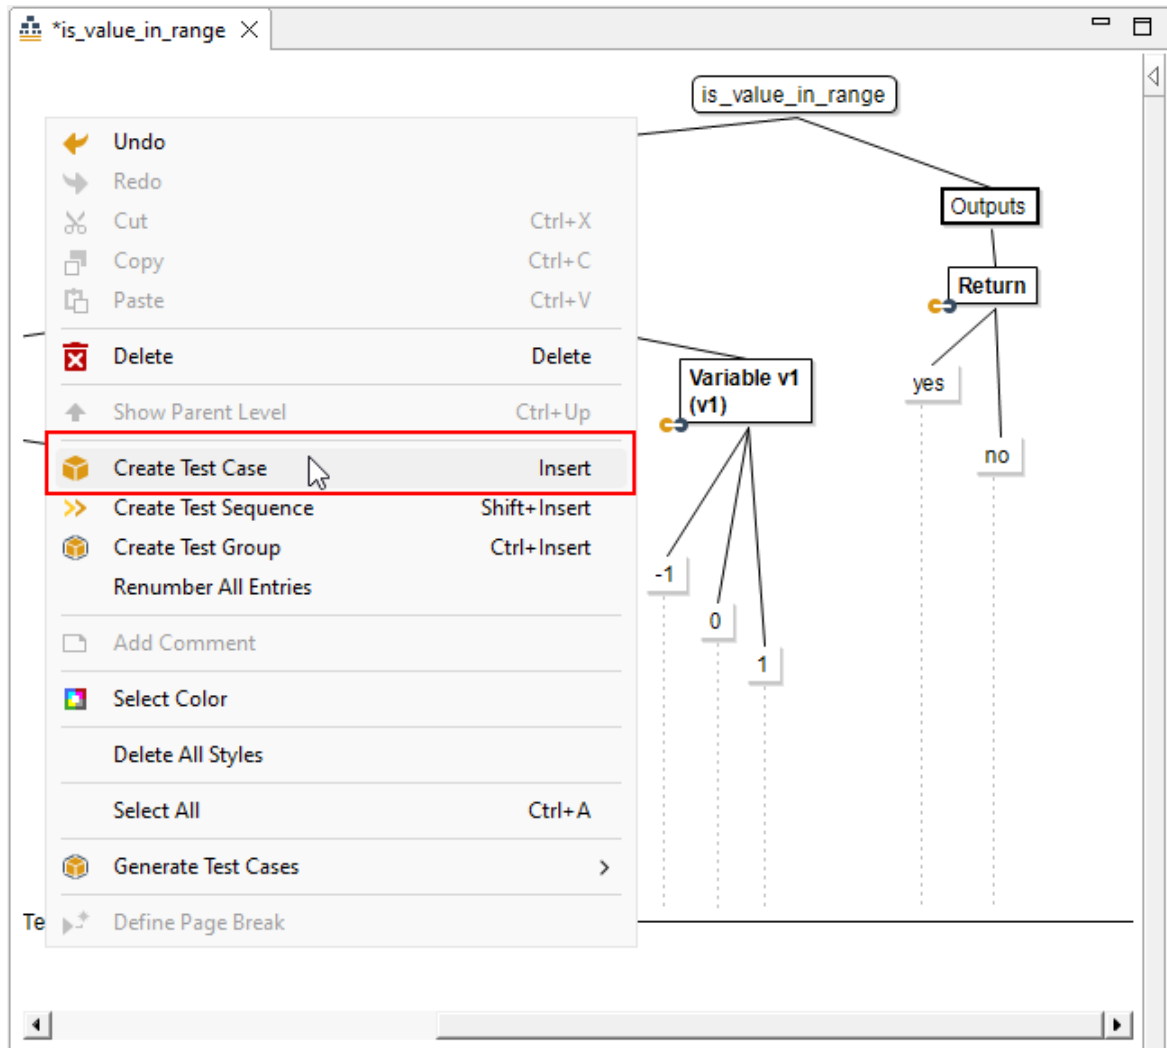 *is_value_in_range
is_value_in_range
Outputs
Return
yes
no
Variable v1
(v1)
-1
0
1
Undo
Redo
Cut Ctrl+X
Copy Ctrl+C
Paste Ctrl+V
Delete Delete
Show Parent Level Ctrl+Up
Create Test Case Insert
Create Test Sequence Shift+Insert
Create Test Group Ctrl+Insert
Renumber All Entries
Add Comment
Select Color
Delete All Styles
Select All Ctrl+A
Generate Test Cases
Define Page Break
Te